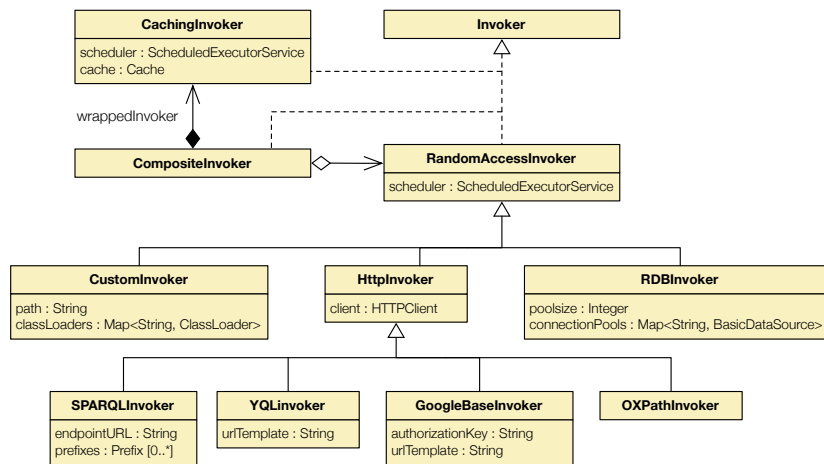 CachingInvoker
scheduler : ScheduledExecutorService
cache : Cache
Invoker
wrappedInvoker
CompositeInvoker
RandomAccessInvoker
scheduler : ScheduledExecutorService
CustomInvoker
path : String
classLoaders : Map<String, ClassLoader>
HttpInvoker
client : HTTPClient
RDBInvoker
poolsize : Integer
connectionPools : Map<String, BasicDataSource>
SPARQLInvoker
endpointURL : String
prefixes : Prefix [0..*]
YQLinvoker
urlTemplate : String
GoogleBaseInvoker
authorizationKey : String
urlTemplate : String
OXPathInvoker